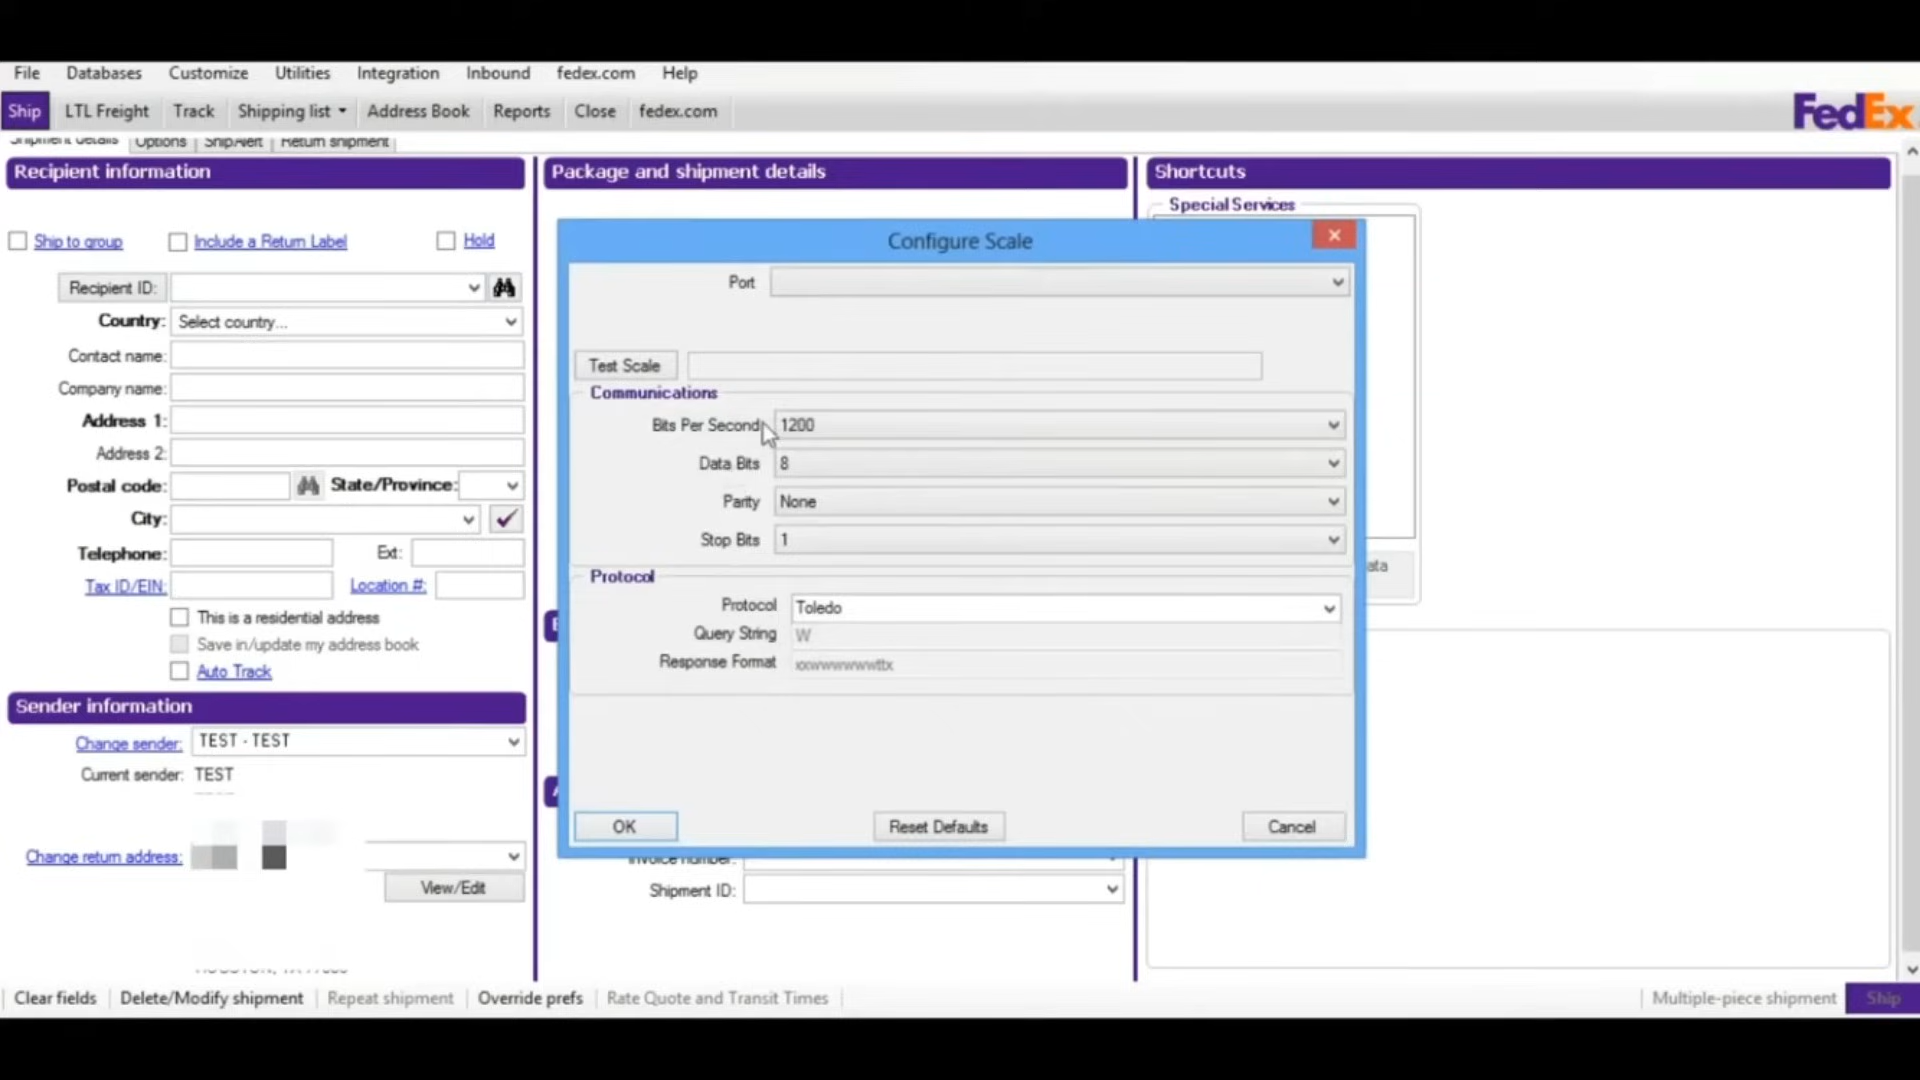 File Databases Customize Utilities Integration Inbound fedex.com Help
Ship LTL Freight Track Shipping list Address Book Reports Close fedex.com
FedEx
Shipment details Options ShipAlert Return shipment
Recipient information
Ship to group Include a Return Label Hold
Recipient ID:
Country: Select country...
Contact name:
Company name:
Address 1:
Address 2:
Postal code: State/Province:
City:
Telephone: Ext:
Tax ID/EIN: Location #:
This is a residential address
Save in/update my address book
Auto Track
Sender information
Change sender: TEST - TEST
Current sender: TEST
Change return address:
View/Edit
Package and shipment details
Configure Scale
Port
Test Scale
Communications
Bits Per Second 1200
Data Bits 8
Parity None
Stop Bits 1
Protocol
Protocol Toledo
Query String W
Response Format xxwwwwwwttx
OK Reset Defaults Cancel
Invoice number:
Shipment ID:
Shortcuts
Special Services
ata
Clear fields Delete/Modify shipment Repeat shipment Override prefs Rate Quote and Transit Times Multiple-piece shipment Ship